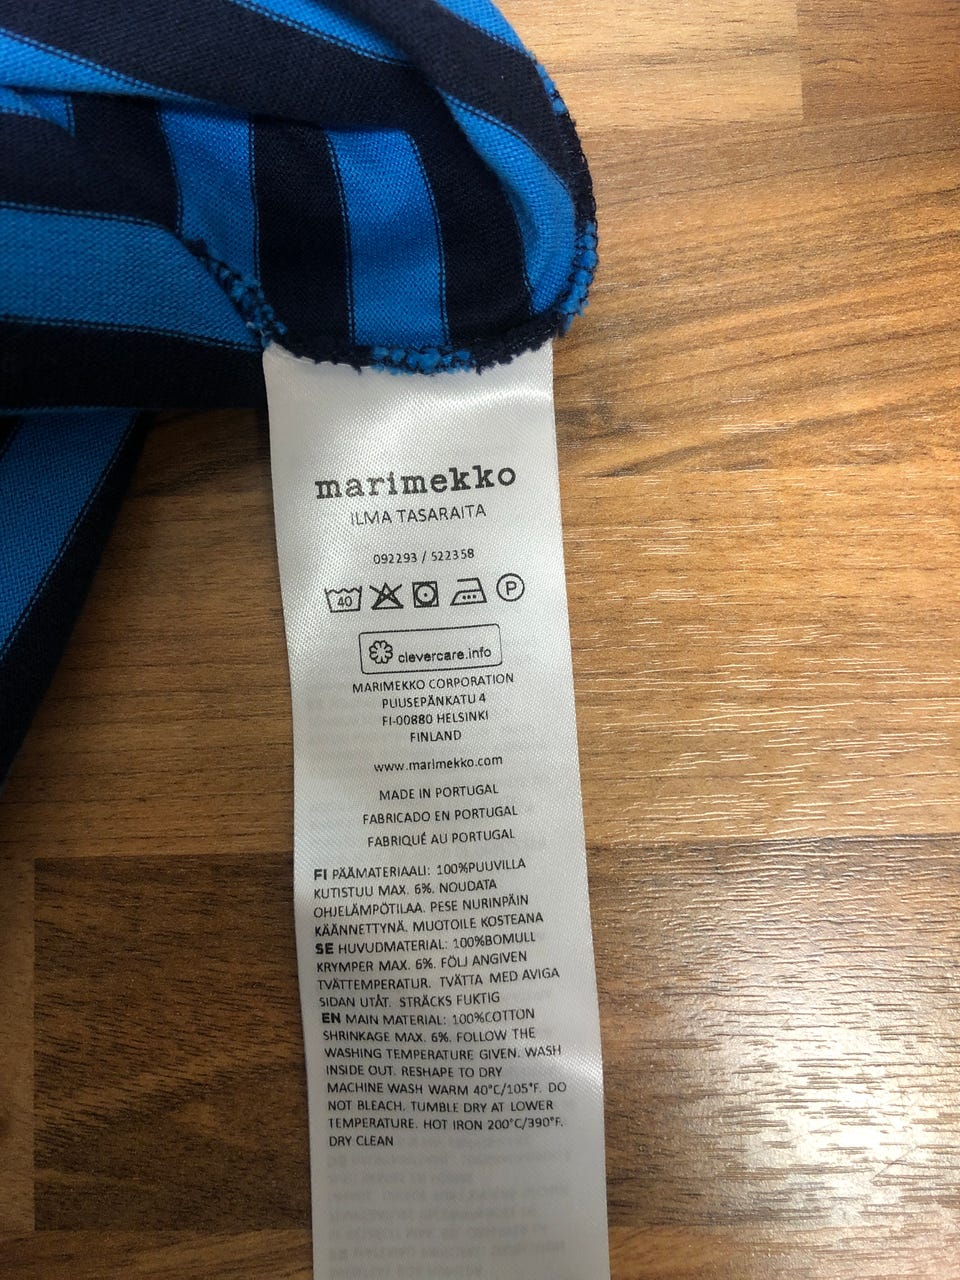 marimekko
ILMA TASARAITA
092293 / 522358
40 P
clevercare.info
MARIMEKKO CORPORATION
PUUSEPÄNKATU 4
FI-00880 HELSINKI
FINLAND
www.marimekko.com
MADE IN PORTUGAL
FABRICADO EN PORTUGAL
FABRIQUÉ AU PORTUGAL
FI PÄÄMATERIAALI: 100%PUUVILLA
KUTISTUU MAX. 6%. NOUDATA
OHJELÄMPÖTILAA. PESE NURINPÄIN
KÄÄNNETTYNÄ. MUOTOILE KOSTEANA
SE HUVUDMATERIAL: 100%BOMULL
KRYMPER MAX. 6%. FÖLJ ANGIVEN
TVÄTTEMPERATUR. TVÄTTA MED AVIGA
SIDAN UTÅT. STRÄCKS FUKTIG
EN MAIN MATERIAL: 100%COTTON
SHRINKAGE MAX. 6%. FOLLOW THE
WASHING TEMPERATURE GIVEN. WASH
INSIDE OUT. RESHAPE TO DRY
MACHINE WASH WARM 40°C/105°F. DO
NOT BLEACH. TUMBLE DRY AT LOWER
TEMPERATURE. HOT IRON 200°C/390°F.
DRY CLEAN